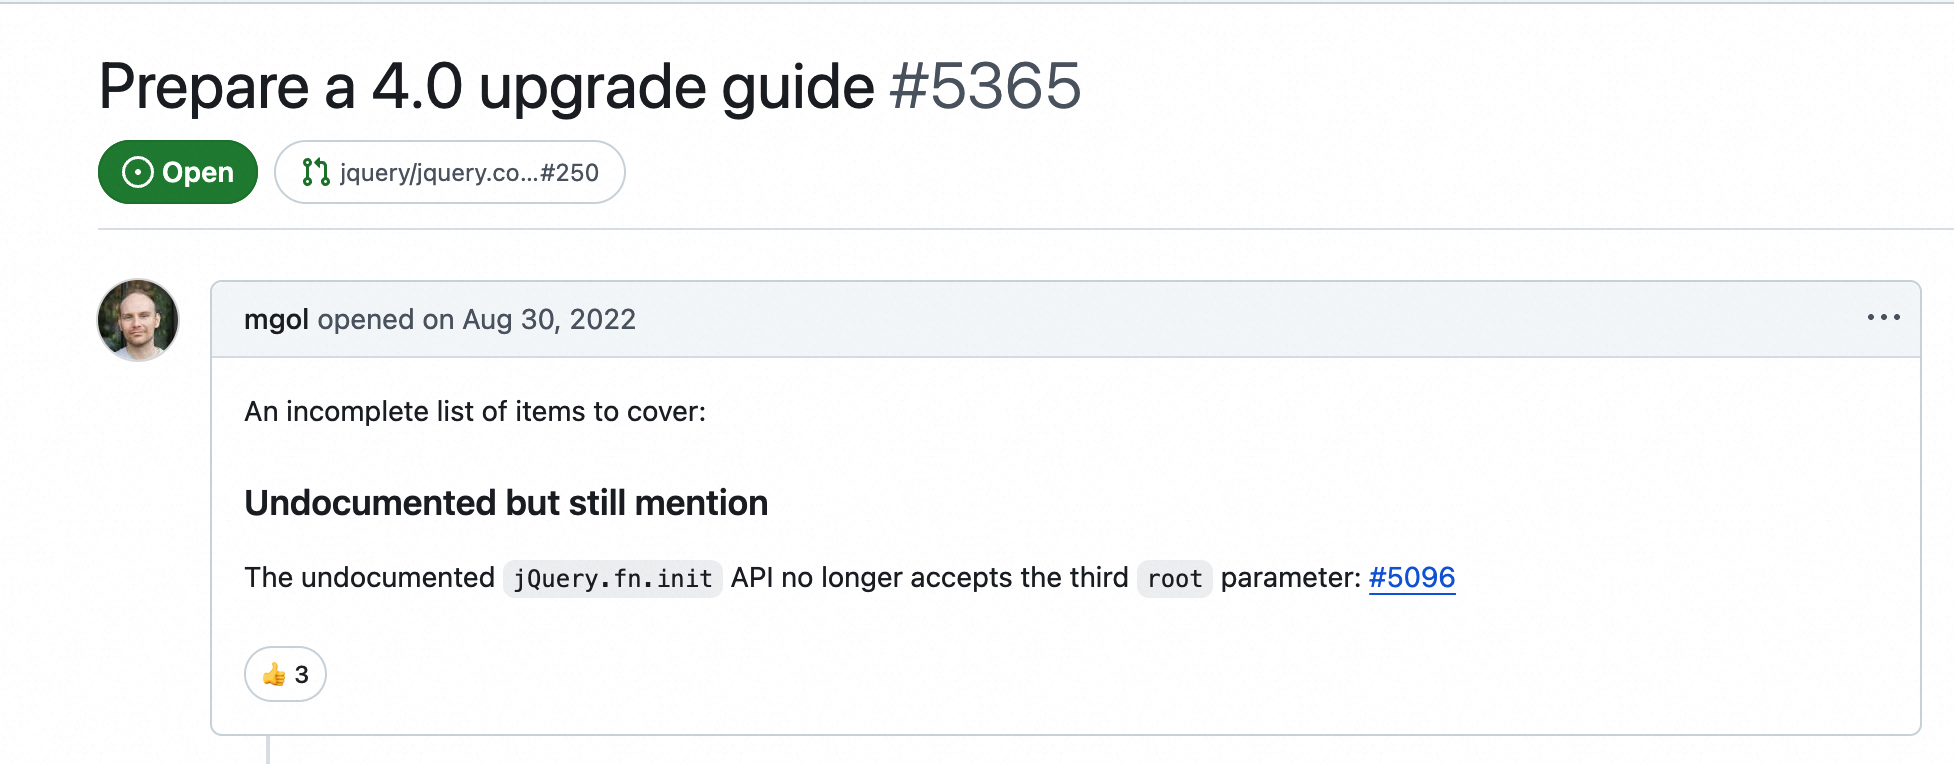 Prepare a 4.0 upgrade guide #5365
Open jquery/jquery.co...#250
mgol opened on Aug 30, 2022
An incomplete list of items to cover:
Undocumented but still mention
The undocumented jQuery.fn.init API no longer accepts the third root parameter: #5096
👍 3